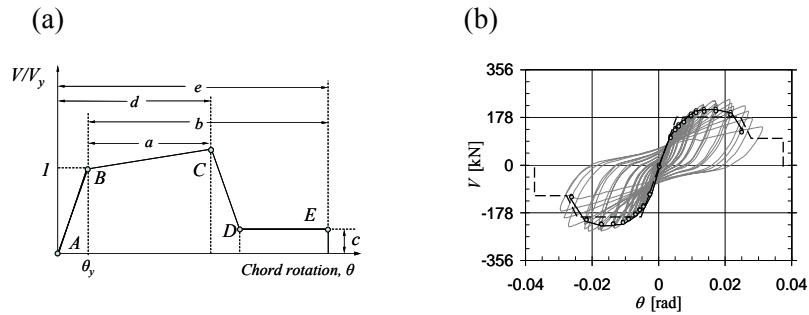 (a)
V/Vy
e
d
b
a
1
B
C
D
E
c
A
θy
Chord rotation, θ
(b)
356
178
0
-178
-356
V [kN]
-0.04 -0.02 0 0.02 0.04
θ [rad]